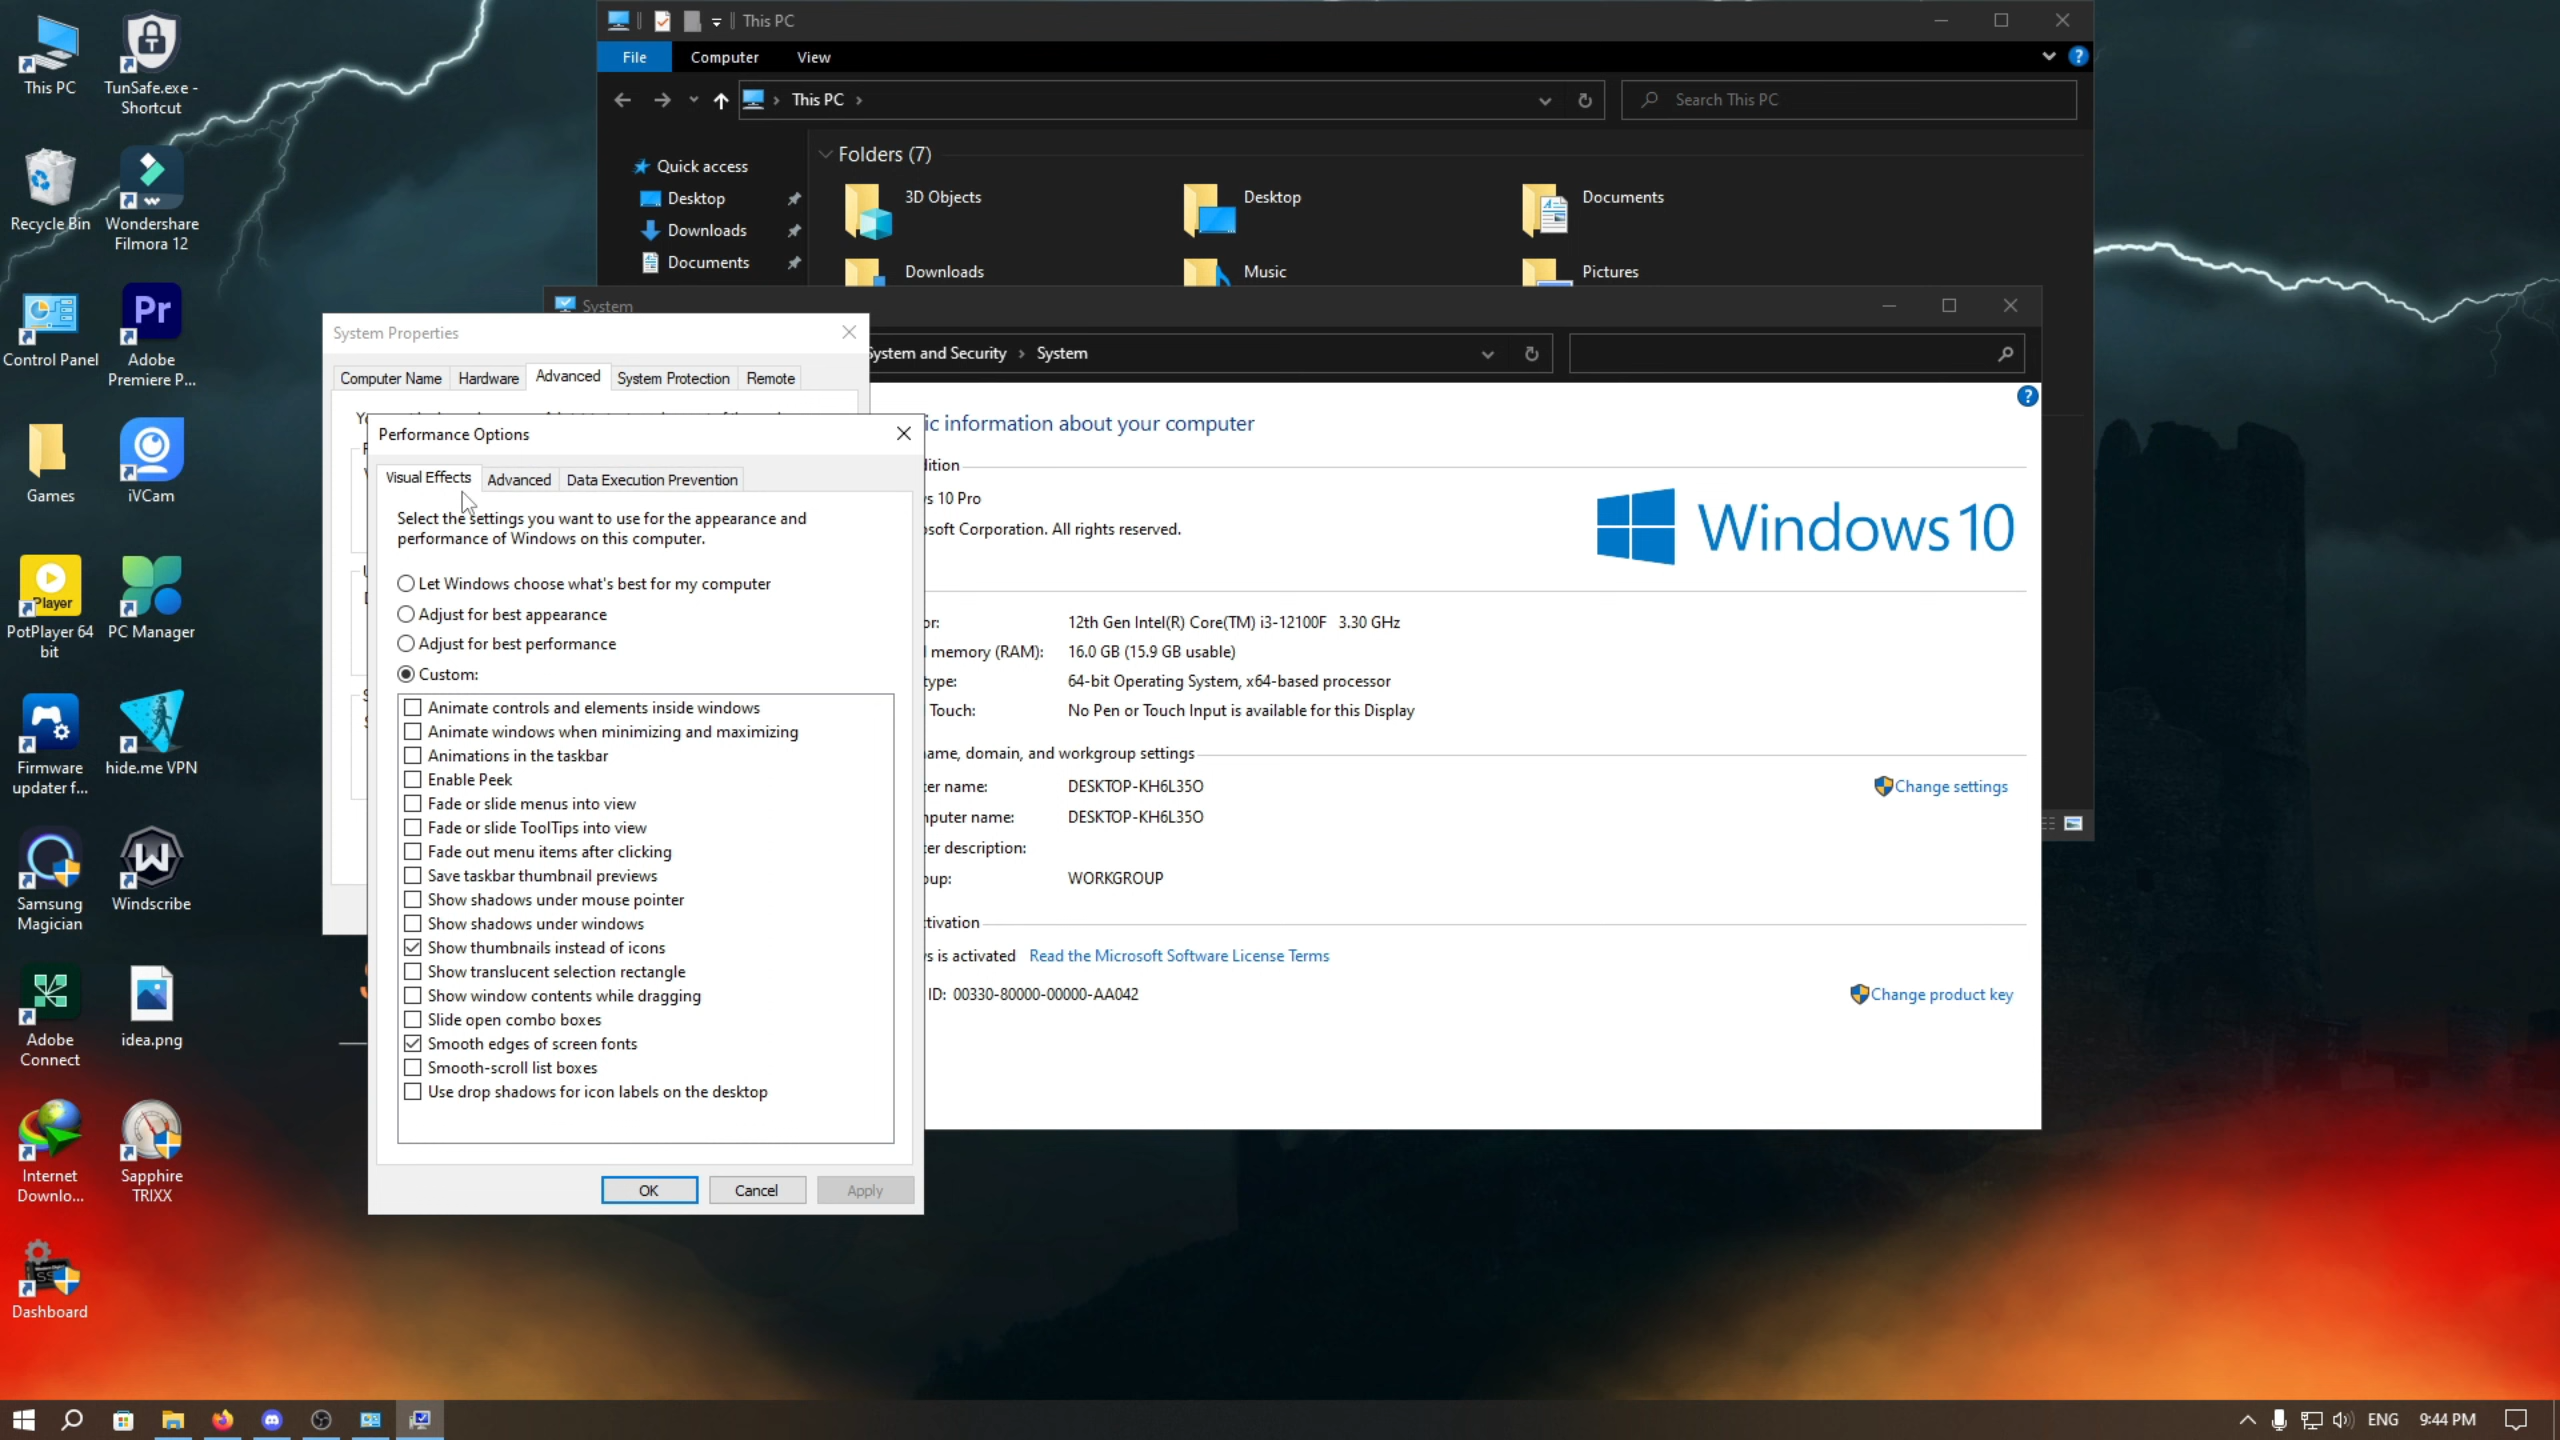 This PC
TunSafe.exe -
Shortcut
Recycle Bin
Wondershare
Filmora 12
Control Panel
Adobe
Premiere P...
Games
iVCam
PotPlayer 64
bit
PC Manager
Firmware
updater f...
hide.me VPN
Samsung
Magician
Windscribe
Adobe
Connect
idea.png
Internet
Downlo...
Sapphire
TRIXX
Dashboard
Pr
Player
This PC
File
Computer
View
This PC
Search This PC
Quick access
Desktop
Downloads
Documents
Folders (7)
3D Objects
Desktop
Documents
Downloads
Music
Pictures
System
System and Security
System
ic information about your computer
dition
s 10 Pro
soft Corporation. All rights reserved.
Windows 10
or:
12th Gen Intel(R) Core(TM) i3-12100F 3.30 GHz
memory (RAM):
16.0 GB (15.9 GB usable)
type:
64-bit Operating System, x64-based processor
Touch:
No Pen or Touch Input is available for this Display
name, domain, and workgroup settings
ter name:
DESKTOP-KH6L35O
Change settings
mputer name:
DESKTOP-KH6L35O
ter description:
oup:
WORKGROUP
tivation
s is activated
Read the Microsoft Software License Terms
ID: 00330-80000-00000-AA042
Change product key
System Properties
Computer Name
Hardware
Advanced
System Protection
Remote
Performance Options
Visual Effects
Advanced
Data Execution Prevention
Select the settings you want to use for the appearance and
performance of Windows on this computer.
Let Windows choose what's best for my computer
Adjust for best appearance
Adjust for best performance
Custom:
Animate controls and elements inside windows
Animate windows when minimizing and maximizing
Animations in the taskbar
Enable Peek
Fade or slide menus into view
Fade or slide ToolTips into view
Fade out menu items after clicking
Save taskbar thumbnail previews
Show shadows under mouse pointer
Show shadows under windows
Show thumbnails instead of icons
Show translucent selection rectangle
Show window contents while dragging
Slide open combo boxes
Smooth edges of screen fonts
Smooth-scroll list boxes
Use drop shadows for icon labels on the desktop
OK
Cancel
Apply
ENG
9:44 PM